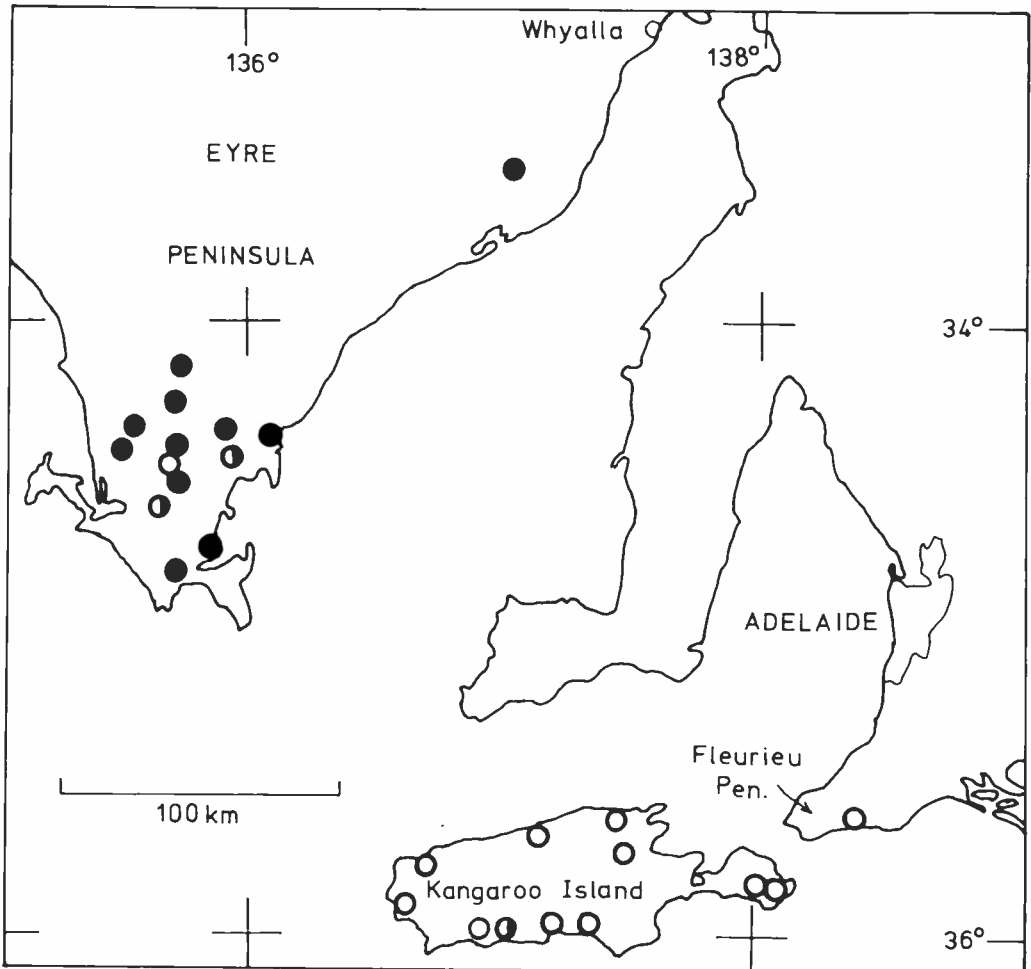 Whyalla
136°
138°
EYRE
PENINSULA
34°
ADELAIDE
Fleurieu
Pen.
100 km
Kangaroo Island
36°